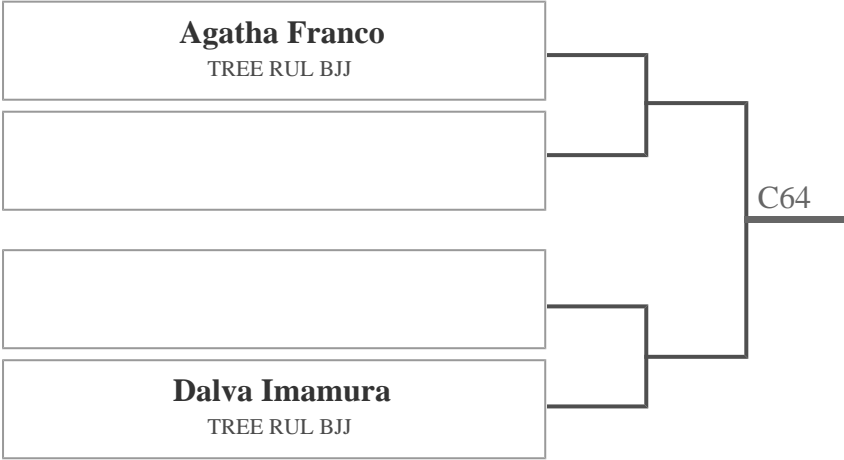 Agatha Franco
TREE RUL BJJ
C64
Dalva Imamura
TREE RUL BJJ